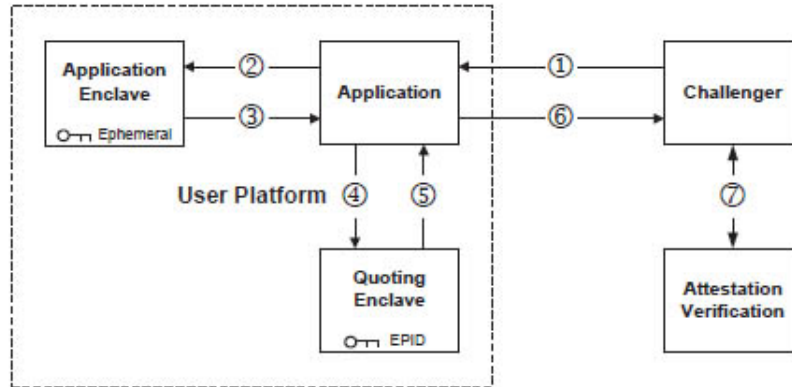 Application
Enclave
Ephemeral
②
③
Application
①
⑥
Challenger
User Platform
④
⑤
⑦
Quoting
Enclave
EPID
Attestation
Verification